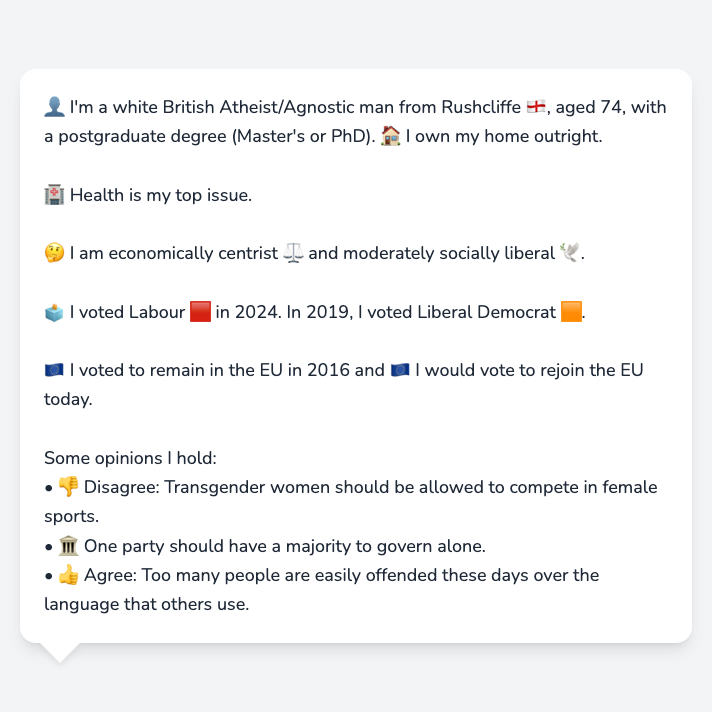 👤 I'm a white British Atheist/Agnostic man from Rushcliffe 🏴󠁧󠁢󠁥󠁮󠁧󠁿, aged 74, with
a postgraduate degree (Master's or PhD). 🏠 I own my home outright.
🏥 Health is my top issue.
🤔 I am economically centrist ⚖️ and moderately socially liberal 🕊️.
🗳️ I voted Labour 🟥 in 2024. In 2019, I voted Liberal Democrat 🟧.
🇪🇺 I voted to remain in the EU in 2016 and 🇪🇺 I would vote to rejoin the EU
today.
Some opinions I hold:
• 👎 Disagree: Transgender women should be allowed to compete in female
sports.
• 🏛️ One party should have a majority to govern alone.
• 👍 Agree: Too many people are easily offended these days over the
language that others use.